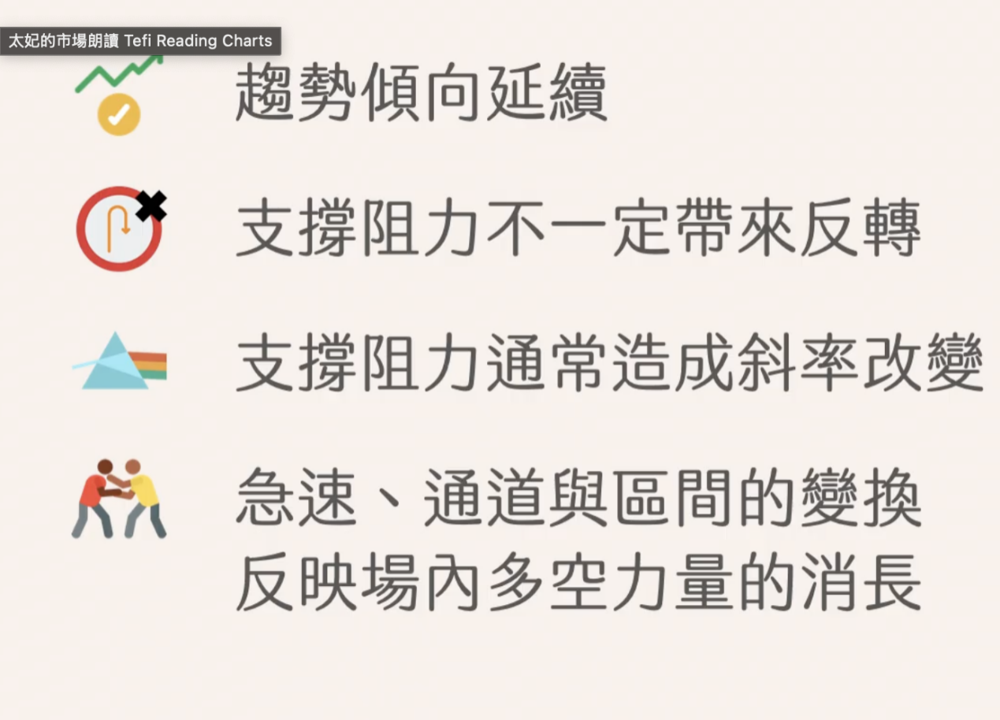 太妃的市場朗讀 Tefi Reading Charts
趨勢傾向延續
支撐阻力不一定帶來反轉
支撐阻力通常造成斜率改變
急速、通道與區間的變換
反映場內多空力量的消長